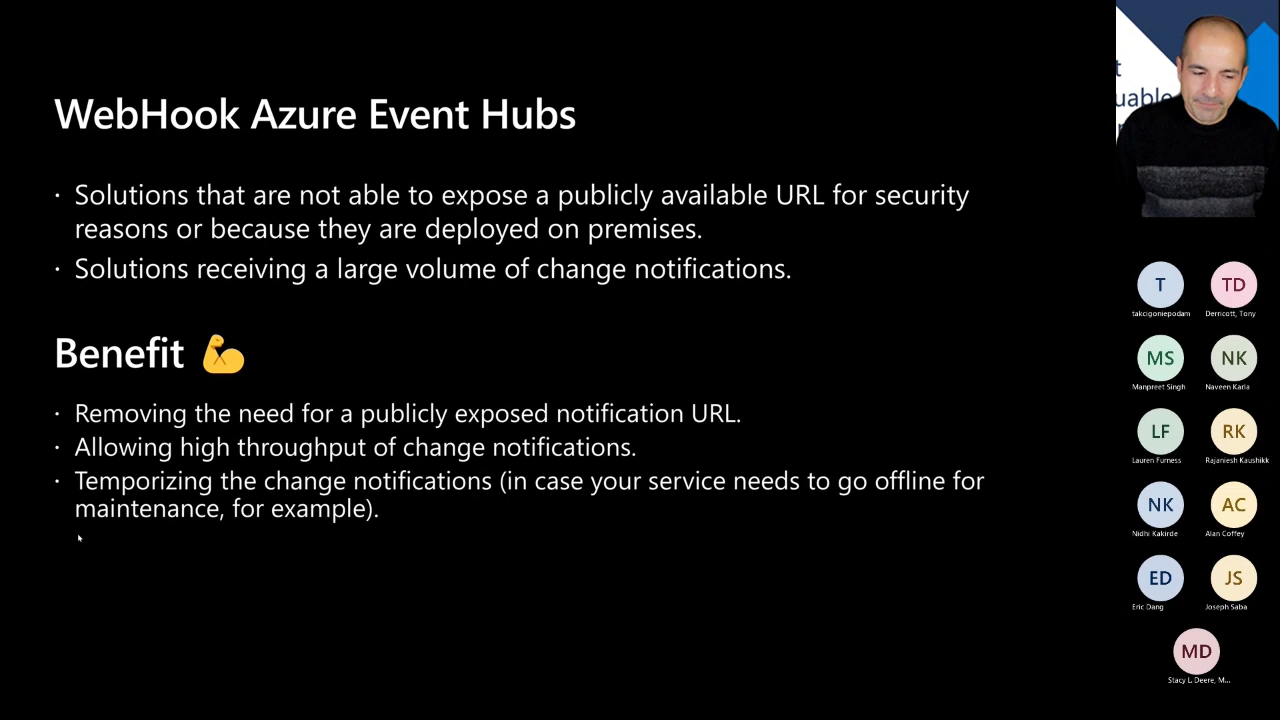 WebHook Azure Event Hubs
· Solutions that are not able to expose a publicly available URL for security
reasons or because they are deployed on premises.
· Solutions receiving a large volume of change notifications.
Benefit 💪
· Removing the need for a publicly exposed notification URL.
· Allowing high throughput of change notifications.
· Temporizing the change notifications (in case your service needs to go offline for
maintenance, for example).
t
uable
T
takcigoniepodam
TD
Derricott, Tony
MS
Manpreet Singh
NK
Naveen Karla
LF
Lauren Furness
RK
Rajaniesh Kaushikk
NK
Nidhi Kakirde
AC
Alan Coffey
ED
Eric Dang
JS
Joseph Saba
MD
Stacy L Deere, M...